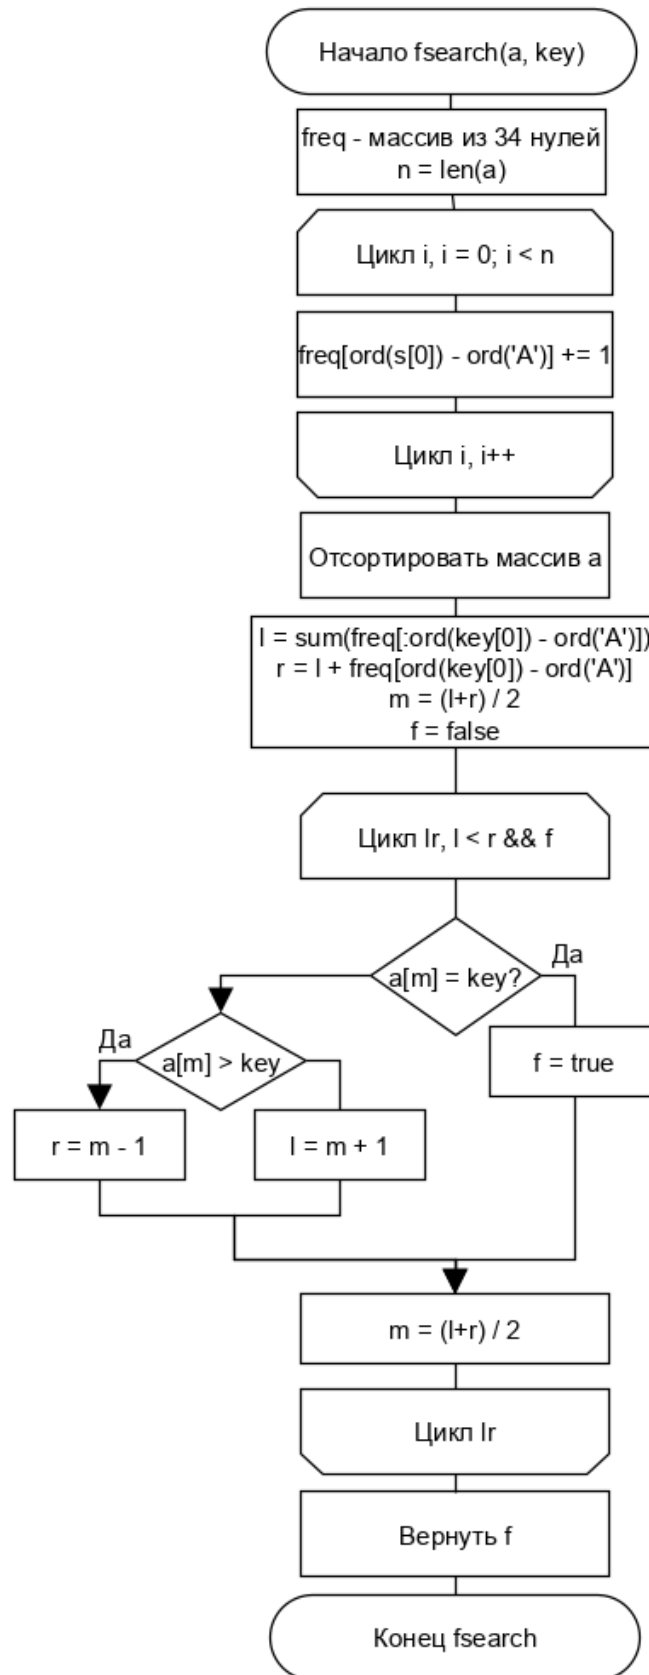 Начало fsearch(a, key)
freq - массив из 34 нулей
n = len(a)
Цикл i, i = 0; i < n
freq[ord(s[0]) - ord('A')] += 1
Цикл i, i++
Отсортировать массив a
l = sum(freq[:ord(key[0]) - ord('A')])
r = l + freq[ord(key[0]) - ord('A')]
m = (l+r) / 2
f = false
Цикл lr, l < r && f
a[m] = key?
Да
a[m] > key
Да
f = true
r = m - 1
l = m + 1
m = (l+r) / 2
Цикл lr
Вернуть f
Конец fsearch